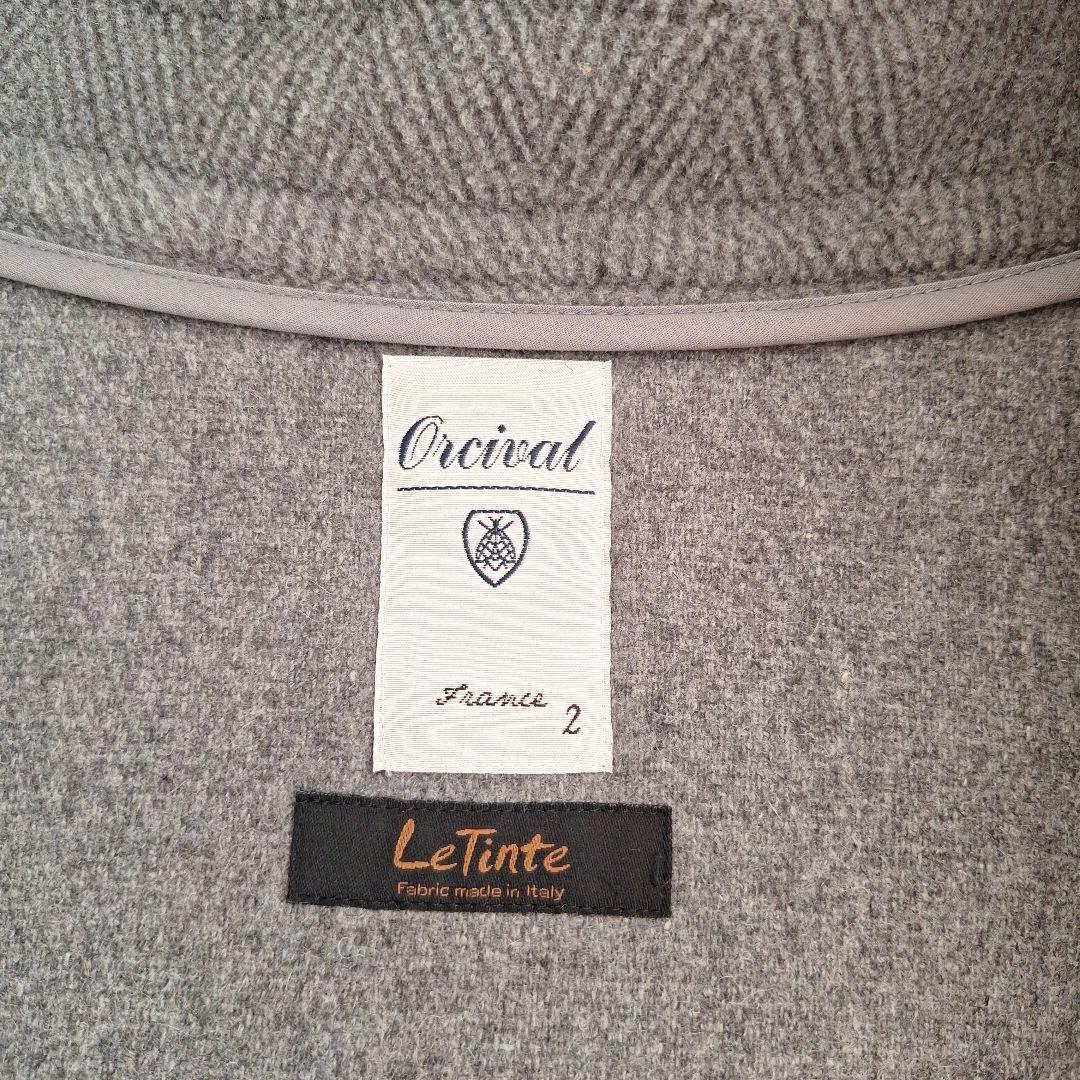 Orcival
France
2
LeTinte
Fabric made in Italy